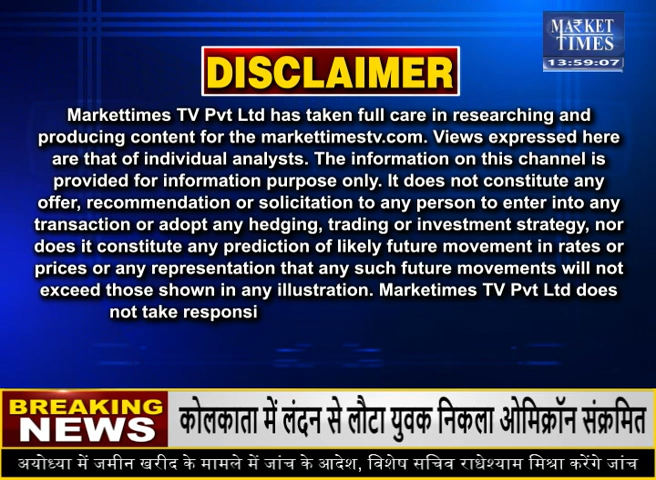 MARKET
TIMES
13:59:07
DISCLAIMER
Markettimes TV Pvt Ltd has taken full care in researching and
producing content for the markettimestv.com. Views expressed here
are that of individual analysts. The information on this channel is
provided for information purpose only. It does not constitute any
offer, recommendation or solicitation to any person to enter into any
transaction or adopt any hedging, trading or investment strategy, nor
does it constitute any prediction of likely future movement in rates or
prices or any representation that any such future movements will not
exceed those shown in any illustration. Marketimes TV Pvt Ltd does
not take responsi
BREAKING
NEWS
कोलकाता में लंदन से लौटा युवक निकला ओमिक्रॉन संक्रमित
अयोध्या में जमीन खरीद के मामले में जांच के आदेश, विशेष सचिव राधेश्याम मिश्रा करेंगे जांच